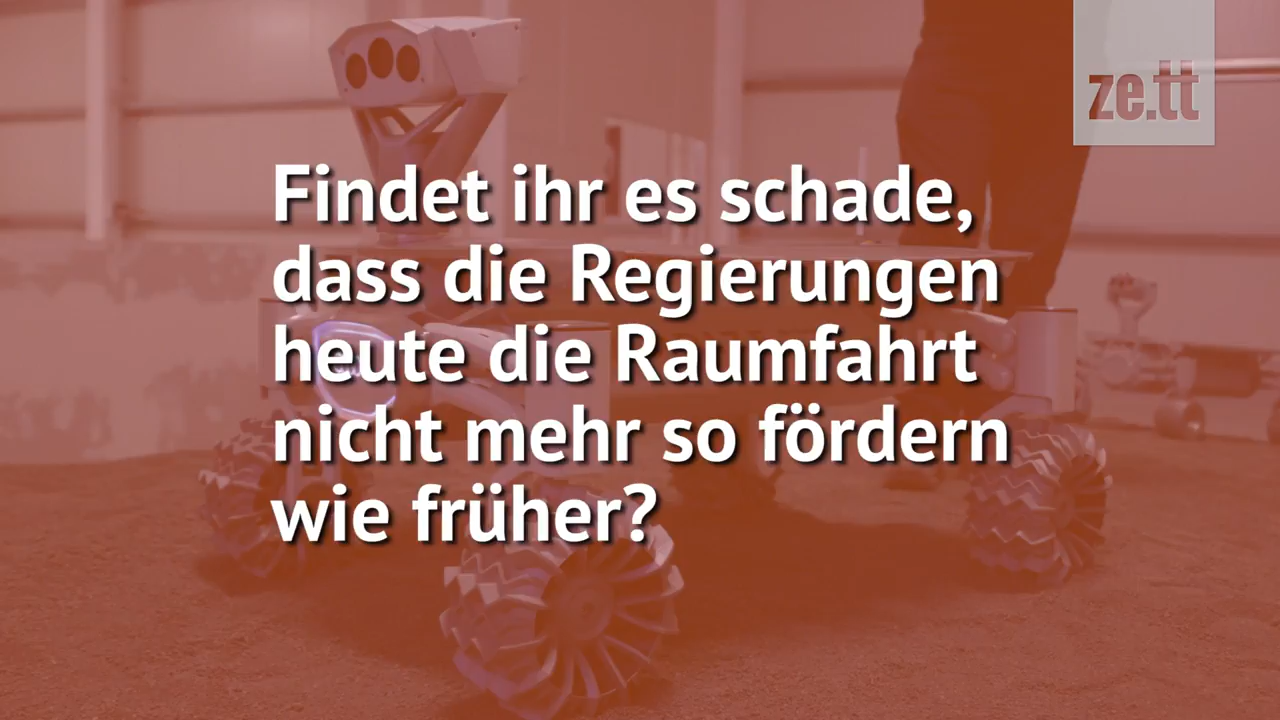 ze.tt
Findet ihr es schade,
dass die Regierungen
heute die Raumfahrt
nicht mehr so fördern
wie früher?